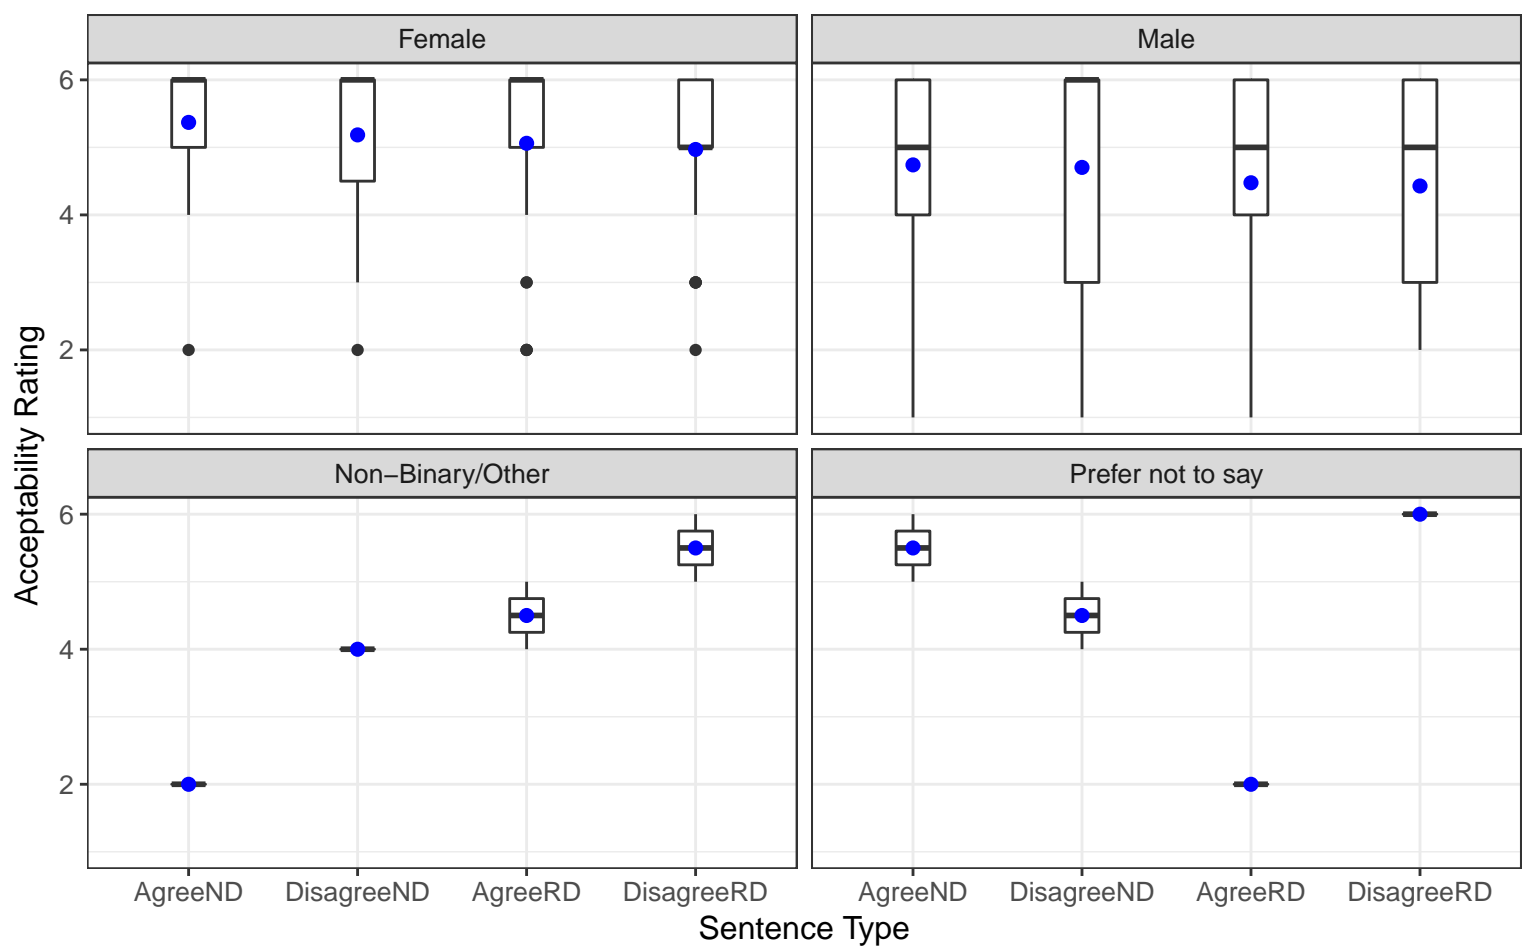 Female
Male
6
4
2
Acceptability Rating
Non−Binary/Other
Prefer not to say
6
4
2
AgreeND DisagreeND AgreeRD DisagreeRD AgreeND DisagreeND AgreeRD DisagreeRD
Sentence Type